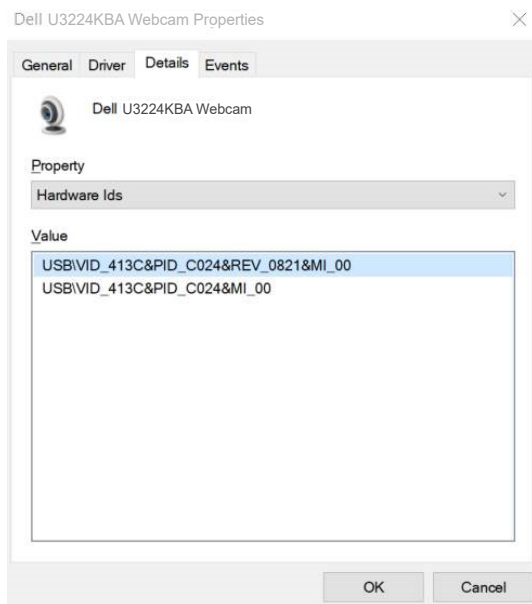 Dell U3224KBA Webcam Properties
General Driver Details Events
Dell U3224KBA Webcam
Property
Hardware Ids
Value
USB\VID_413C&PID_C024&REV_0821&MI_00
USB\VID_413C&PID_C024&MI_00
OK Cancel